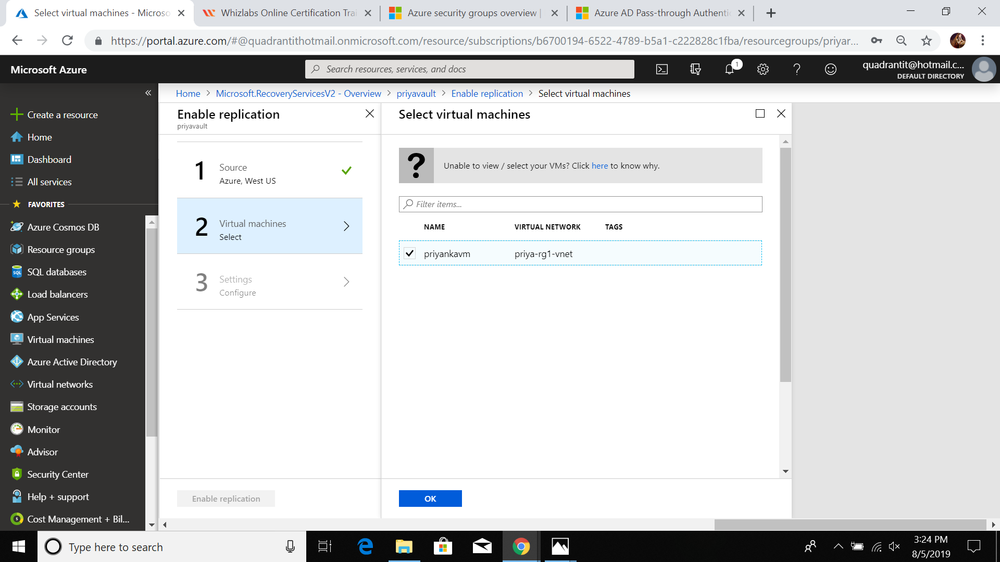 Select virtual machines - Microso
Whizlabs Online Certification Trai
Azure security groups overview |
Azure AD Pass-through Authentic
https://portal.azure.com/#@quadrantithotmail.onmicrosoft.com/resource/subscriptions/b6700194-6522-4789-b5a1-c222828c1fba/resourcegroups/priyar...
Microsoft Azure
Search resources, services, and docs
1
quadrantit@hotmail.c...
DEFAULT DIRECTORY
Home > Microsoft.RecoveryServicesV2 - Overview > priyavault > Enable replication > Select virtual machines
Create a resource
Home
Dashboard
All services
FAVORITES
Azure Cosmos DB
Resource groups
SQL databases
Load balancers
App Services
Virtual machines
Azure Active Directory
Virtual networks
Storage accounts
Monitor
Advisor
Security Center
Help + support
Cost Management + Bil...
Enable replication
priyavault
1
Source
Azure, West US
2
Virtual machines
Select
3
Settings
Configure
Enable replication
Select virtual machines
?
Unable to view / select your VMs? Click here to know why.
Filter items...
NAME VIRTUAL NETWORK TAGS
priyankavm priya-rg1-vnet
OK
Type here to search
3:24 PM
8/5/2019